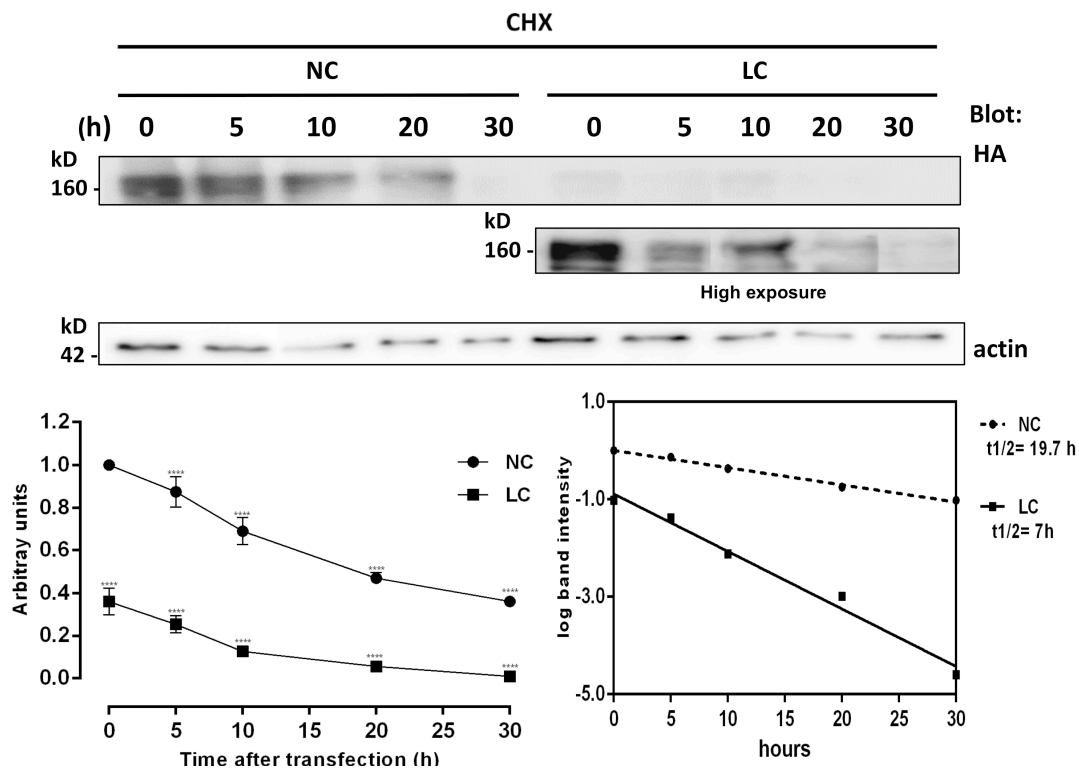 CHX
NC LC
(h) 0 5 10 20 30 0 5 10 20 30 Blot:
kD HA
160 -
kD
160 -
High exposure
kD
42 - actin
1.2
1.0
0.8
0.6
0.4
0.2
0.0
Arbitray units
****
****
****
****
****
****
****
****
****
NC
LC
0 5 10 15 20 25 30
Time after transfection (h)
1.0
-1.0
-3.0
-5.0
log band intensity
0 5 10 20 30
hours
NC
t1/2= 19.7 h
LC
t1/2= 7h